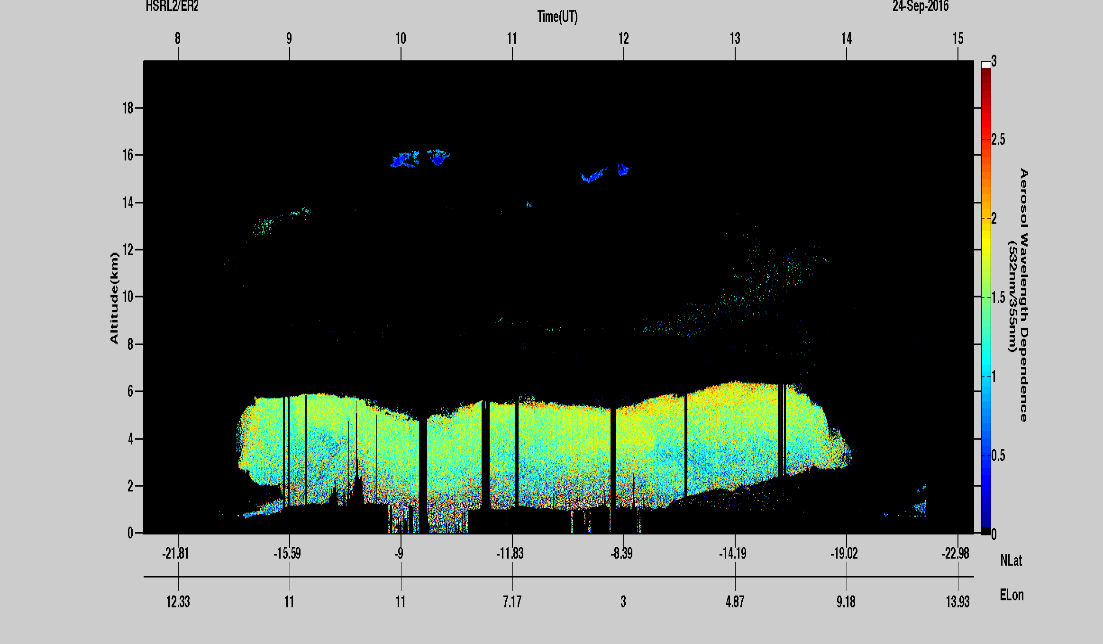 HSRL2/ER2
24-Sep-2016
Time(UT)
8 9 10 11 12 13 14 15
Altitude(km)
18
16
14
12
10
8
6
4
2
0
3
2.5
2
1.5
1
0.5
0
Aerosol Wavelength Dependence
(532nm/355nm)
-21.81 -15.59 -9 -11.83 -8.39 -14.19 -19.02 -22.98 NLat
12.33 11 11 7.17 3 4.87 9.18 13.93 ELon